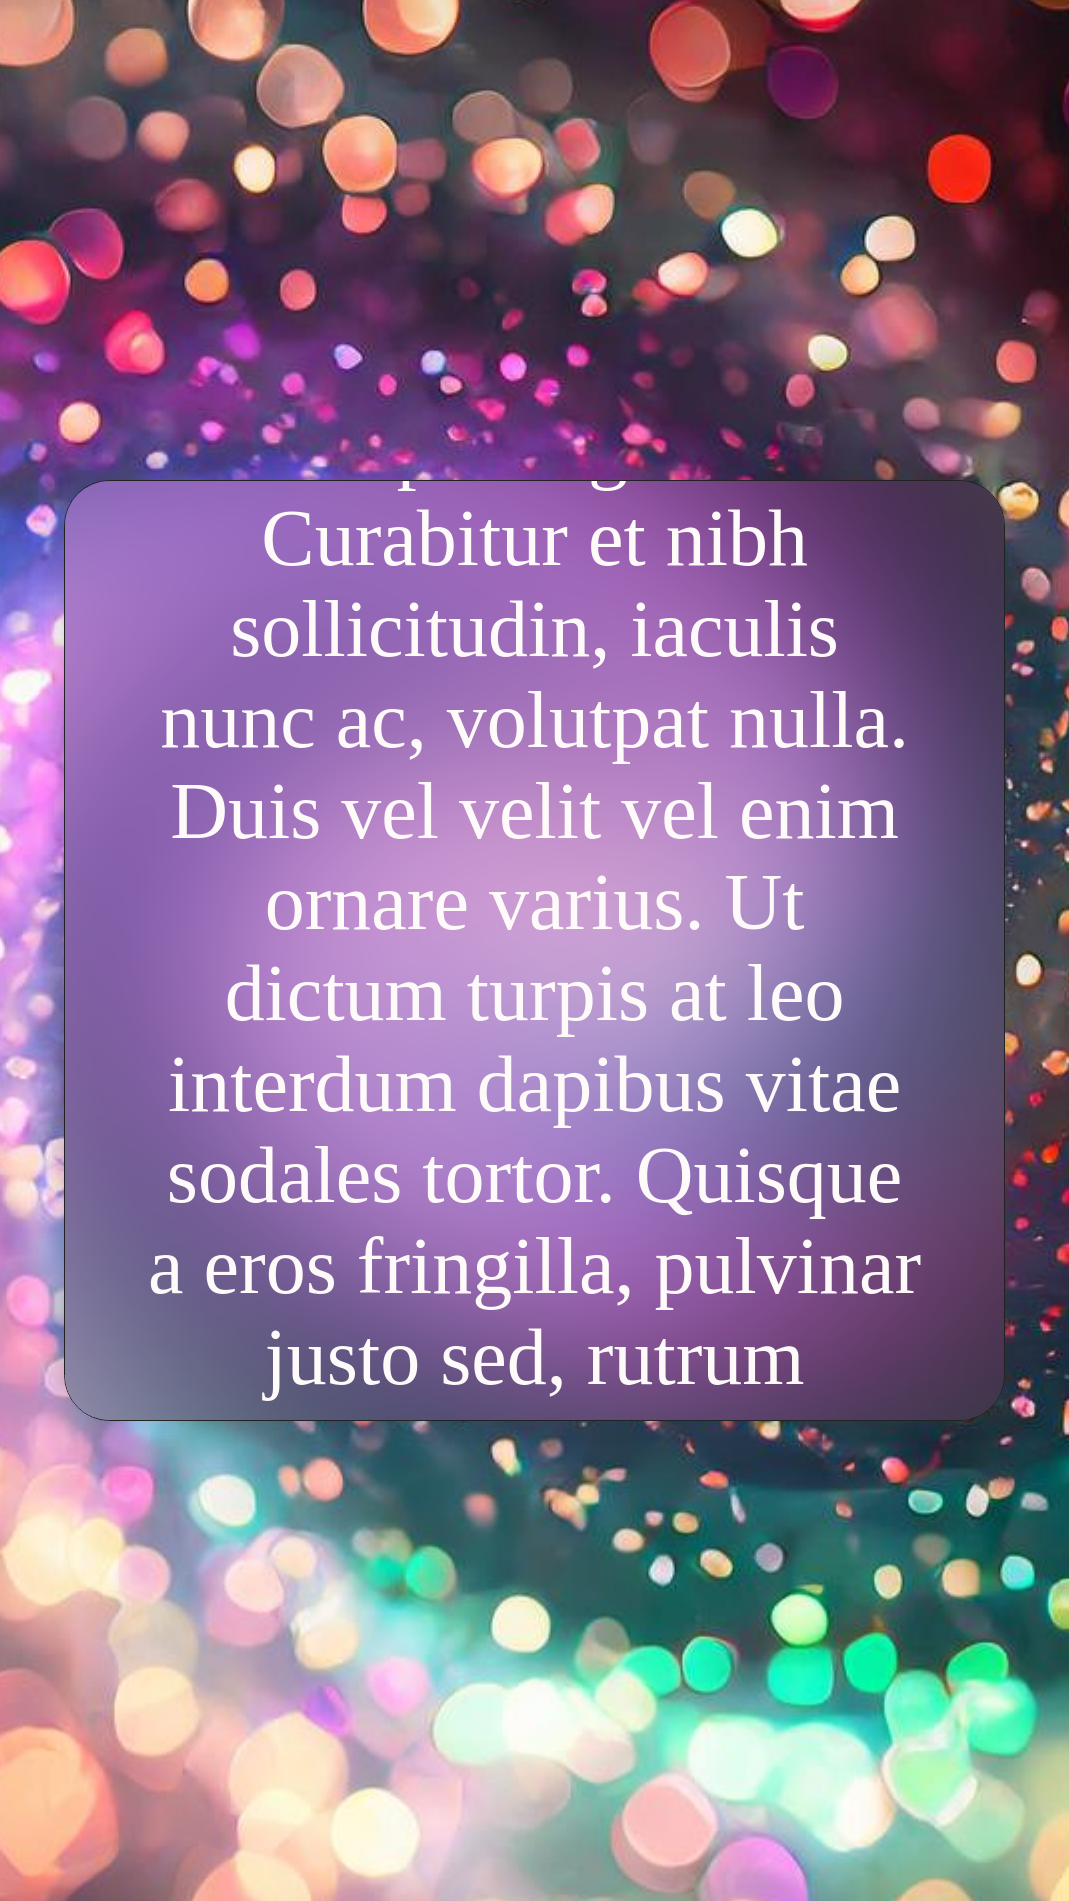 Curabitur et nibh
sollicitudin, iaculis
nunc ac, volutpat nulla.
Duis vel velit vel enim
ornare varius. Ut
dictum turpis at leo
interdum dapibus vitae
sodales tortor. Quisque
a eros fringilla, pulvinar
justo sed, rutrum